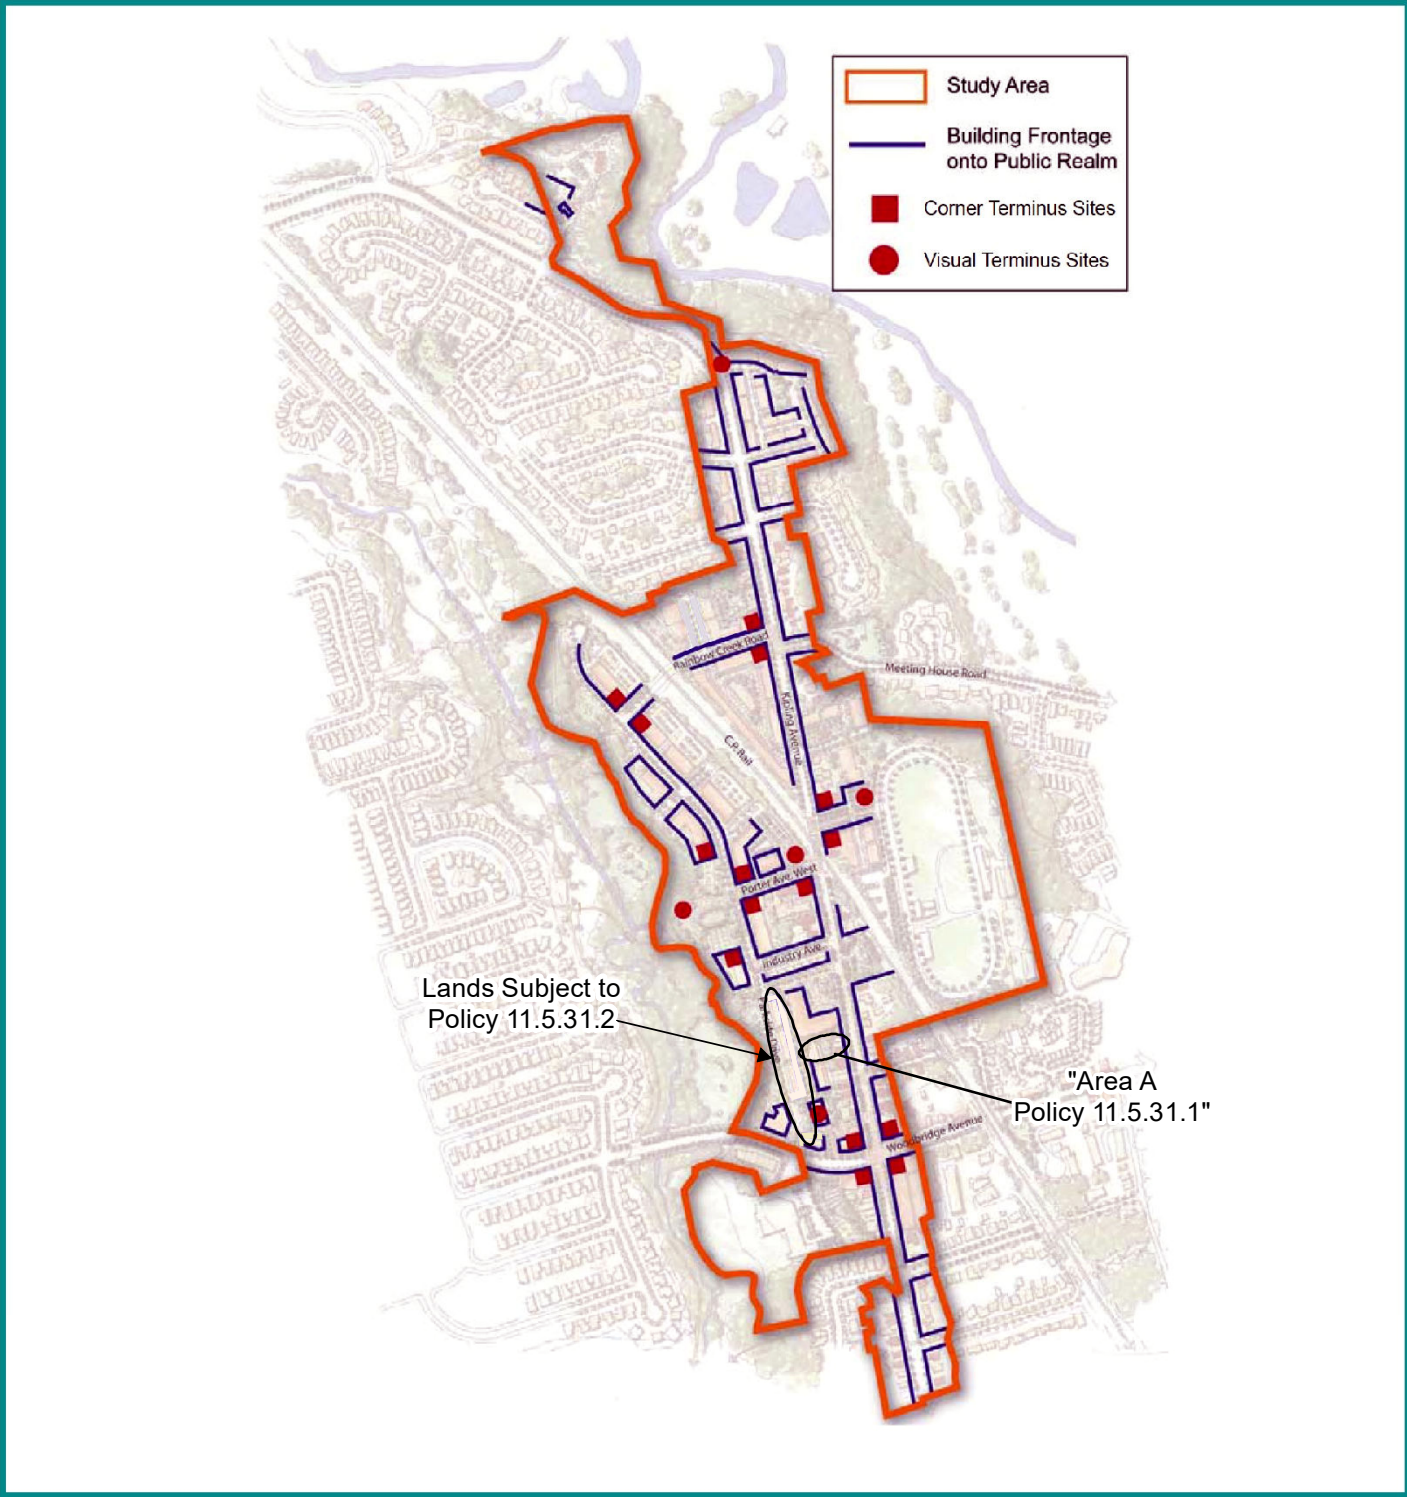 Study Area
Building Frontage
onto Public Realm
Corner Terminus Sites
Visual Terminus Sites
Rainbow Creek Road
Meeting House Road
Kipling Avenue
C.P. Rail
Porter Ave. West
Industry Ave.
Lands Subject to
Policy 11.5.31.2
Drive
"Area A
Policy 11.5.31.1"
Woodbridge Avenue